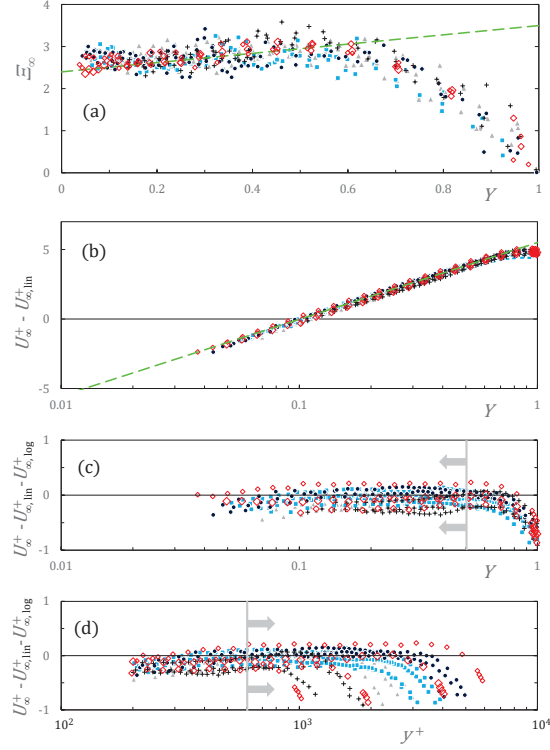 4
3
2
1
0
Ξ∞
(a)
0 0.2 0.4 0.6 0.8 1
Y
5
0
-5
U∞⁺ - U⁺∞,lin
(b)
0.01 0.1 1
Y
1
0
-1
U∞⁺ - U⁺∞,lin - U⁺∞,log
(c)
0.01 0.1 1
Y
1
0
-1
U∞⁺ - U⁺∞,lin - U⁺∞,log
(d)
10² 10³ 10⁴
y⁺